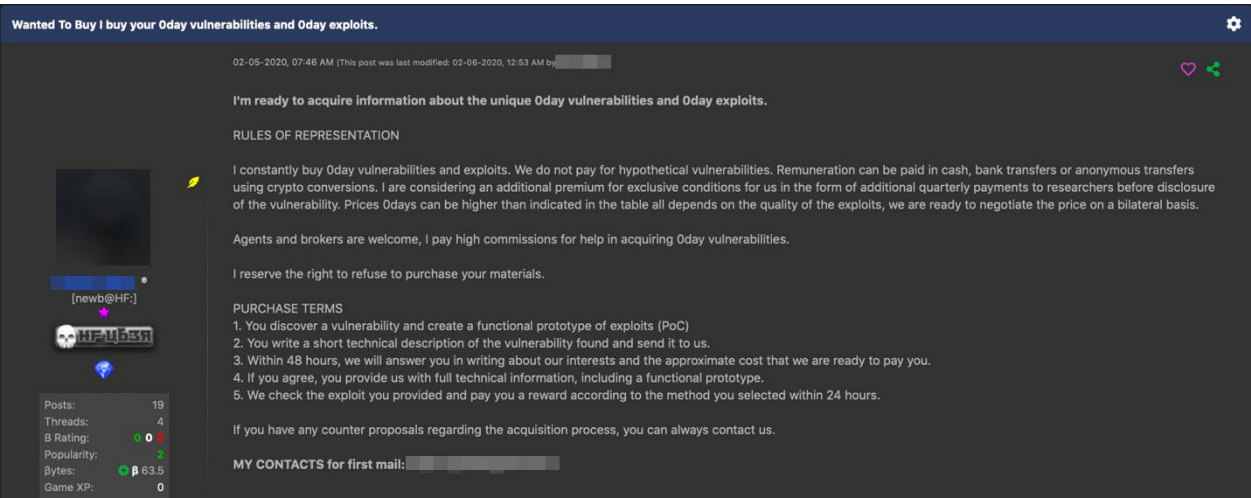 Wanted To Buy I buy your 0day vulnerabilities and 0day exploits.
02-05-2020, 07:46 AM (This post was last modified: 02-06-2020, 12:53 AM by
I'm ready to acquire information about the unique 0day vulnerabilities and 0day exploits.
RULES OF REPRESENTATION
I constantly buy 0day vulnerabilities and exploits. We do not pay for hypothetical vulnerabilities. Remuneration can be paid in cash, bank transfers or anonymous transfers
using crypto conversions. I are considering an additional premium for exclusive conditions for us in the form of additional quarterly payments to researchers before disclosure
of the vulnerability. Prices 0days can be higher than indicated in the table all depends on the quality of the exploits, we are ready to negotiate the price on a bilateral basis.
Agents and brokers are welcome, I pay high commissions for help in acquiring 0day vulnerabilities.
I reserve the right to refuse to purchase your materials.
PURCHASE TERMS
1. You discover a vulnerability and create a functional prototype of exploits (PoC)
2. You write a short technical description of the vulnerability found and send it to us.
3. Within 48 hours, we will answer you in writing about our interests and the approximate cost that we are ready to pay you.
4. If you agree, you provide us with full technical information, including a functional prototype.
5. We check the exploit you provided and pay you a reward according to the method you selected within 24 hours.
If you have any counter proposals regarding the acquisition process, you can always contact us.
MY CONTACTS for first mail:
[newb@HF:]
HF-ЦБЗЯ
Posts: 19
Threads: 4
B Rating: 0 0 0
Popularity: 2
βytes: β 63.5
Game XP: 0